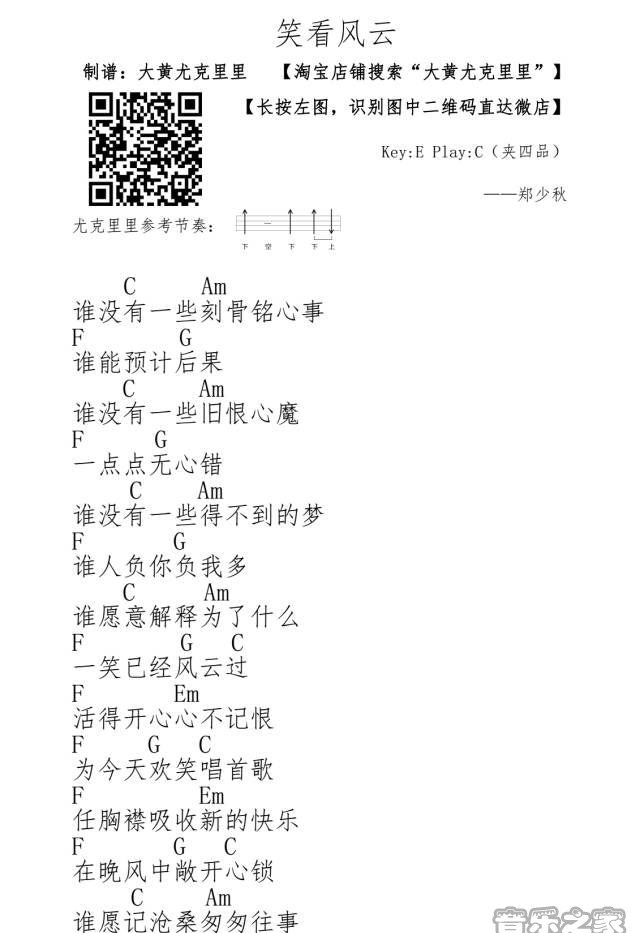 笑看风云
制谱：大黄尤克里里 【淘宝店铺搜索“大黄尤克里里”】
【长按左图，识别图中二维码直达微店】
Key:E Play:C（夹四品）
——郑少秋
尤克里里参考节奏：
下 空 下 下 上
C Am
谁没有一些刻骨铭心事
F G
谁能预计后果
C Am
谁没有一些旧恨心魔
F G
一点点无心错
C Am
谁没有一些得不到的梦
F G
谁人负你负我多
C Am
谁愿意解释为了什么
F G C
一笑已经风云过
F Em
活得开心心不记恨
F G C
为今天欢笑唱首歌
F Em
任胸襟吸收新的快乐
F G C
在晚风中敞开心锁
C Am
谁愿记沧桑匆匆往事
音乐之家